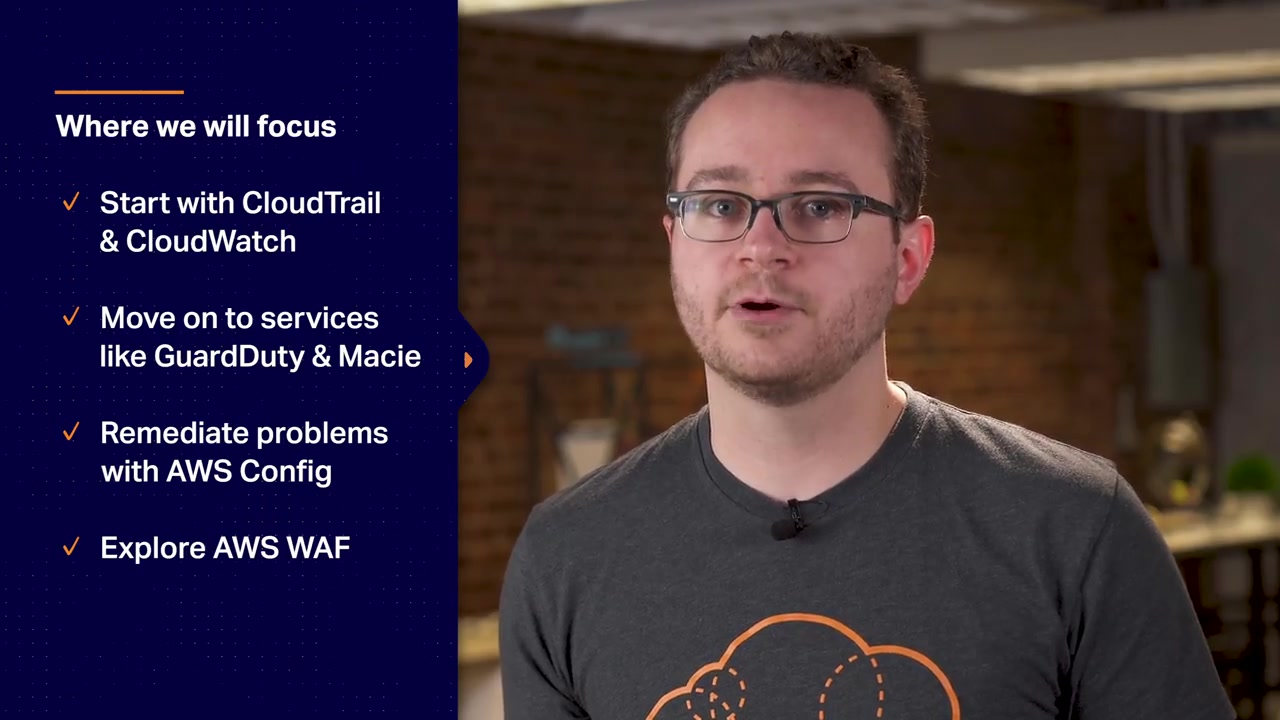 Where we will focus
Start with CloudTrail
& CloudWatch
Move on to services
like GuardDuty & Macie
Remediate problems
with AWS Config
Explore AWS WAF